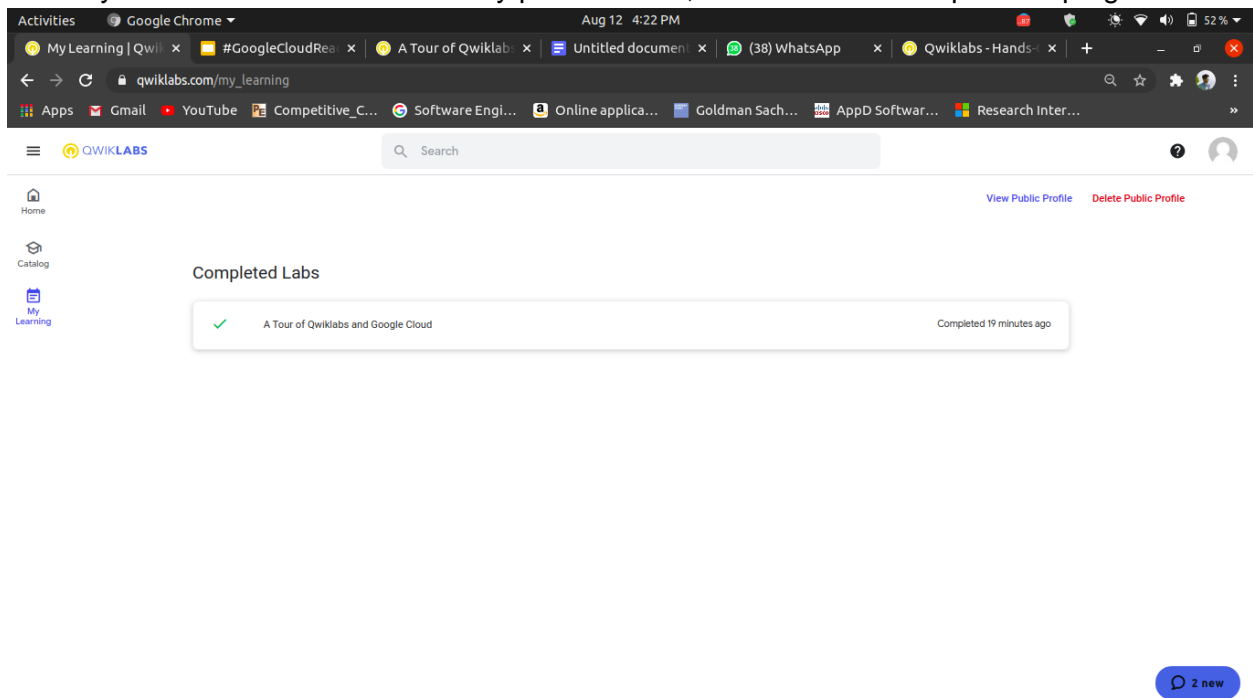 Activities Google Chrome Aug 12 4:22 PM 52 %
My Learning | Qwik #GoogleCloudRea A Tour of Qwiklabs Untitled document (38) WhatsApp Qwiklabs - Hands-
qwiklabs.com/my_learning
Apps Gmail YouTube Competitive_C... Software Engi... Online applica... Goldman Sach... AppD Softwar... Research Inter... »
QWIKLABS Search
Home
View Public Profile Delete Public Profile
Catalog
Completed Labs
My Learning
A Tour of Qwiklabs and Google Cloud Completed 19 minutes ago
2 new